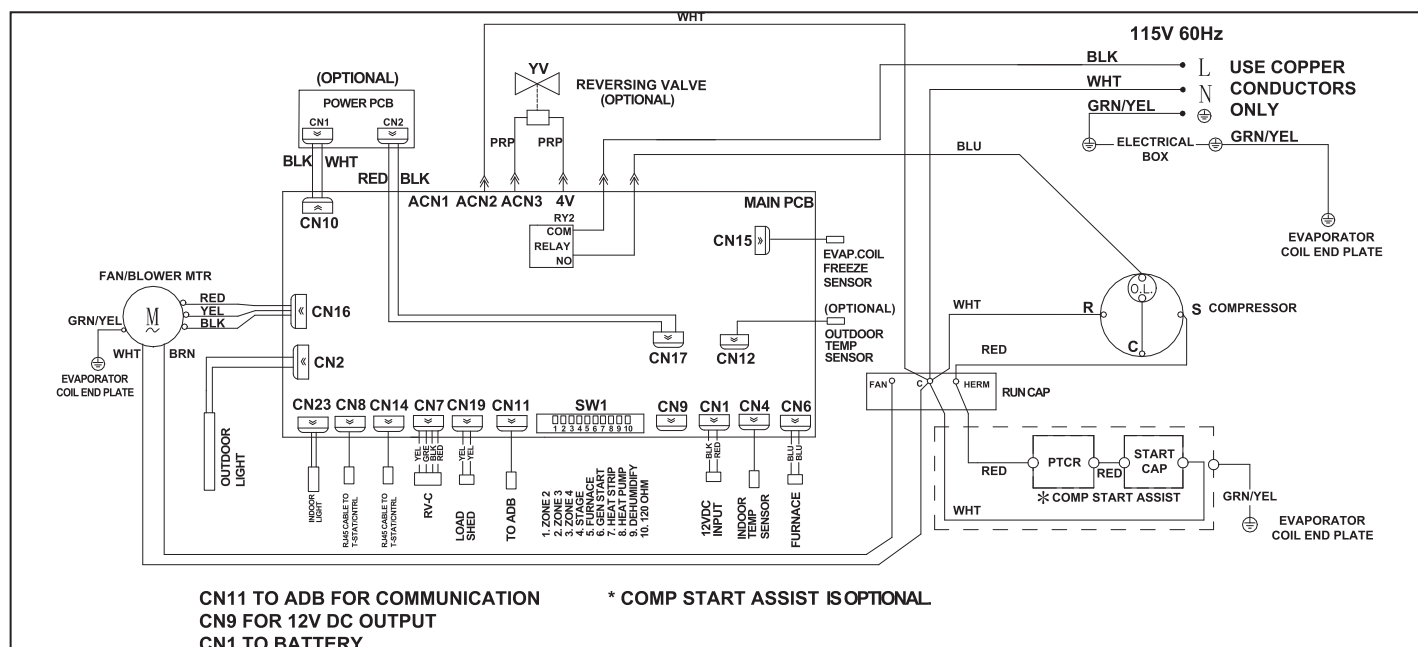 WHT
115V 60Hz
BLK
L
USE COPPER
WHT
N
CONDUCTORS
GRN/YEL
ONLY
ELECTRICAL
BOX
GRN/YEL
EVAPORATOR
COIL END PLATE
(OPTIONAL)
POWER PCB
CN1
CN2
BLK
WHT
RED
BLK
YV
REVERSING VALVE
(OPTIONAL)
PRP
PRP
BLU
CN10
ACN1
ACN2
ACN3
4V
MAIN PCB
RY2
COM
RELAY
NO
CN15
EVAP.COIL
FREEZE
SENSOR
(OPTIONAL)
OUTDOOR
TEMP
SENSOR
CN12
CN17
FAN/BLOWER MTR
M
~
RED
YEL
BLK
CN16
GRN/YEL
WHT
BRN
CN2
EVAPORATOR
COIL END PLATE
OUTDOOR
LIGHT
O.L.
R
S
COMPRESSOR
C
WHT
RED
FAN
C
HERM
RUN CAP
CN23
CN8
CN14
CN7
CN19
CN11
SW1
CN9
CN1
CN4
CN6
1 2 3 4 5 6 7 8 9 10
YEL
GRE
BLK
RED
YEL
YEL
BLK
RED
BLU
BLU
INDOOR
LIGHT
RJ45 CABLE TO
T-STAT/CNTRL
RJ45 CABLE TO
T-STAT/CNTRL
RV-C
LOAD
SHED
TO ADB
1. ZONE 2
2. ZONE 3
3. ZONE 4
4. STAGE
5. FURNACE
6. GEN START
7. HEAT STRIP
8. HEAT PUMP
9. DEHUMIDIFY
10. 120 OHM
12VDC
INPUT
INDOOR
TEMP
SENSOR
FURNACE
RED
PTCR
RED
START
CAP
* COMP START ASSIST
WHT
GRN/YEL
EVAPORATOR
COIL END PLATE
CN11 TO ADB FOR COMMUNICATION
* COMP START ASSIST IS OPTIONAL.
CN9 FOR 12V DC OUTPUT
CN1 TO BATTERY